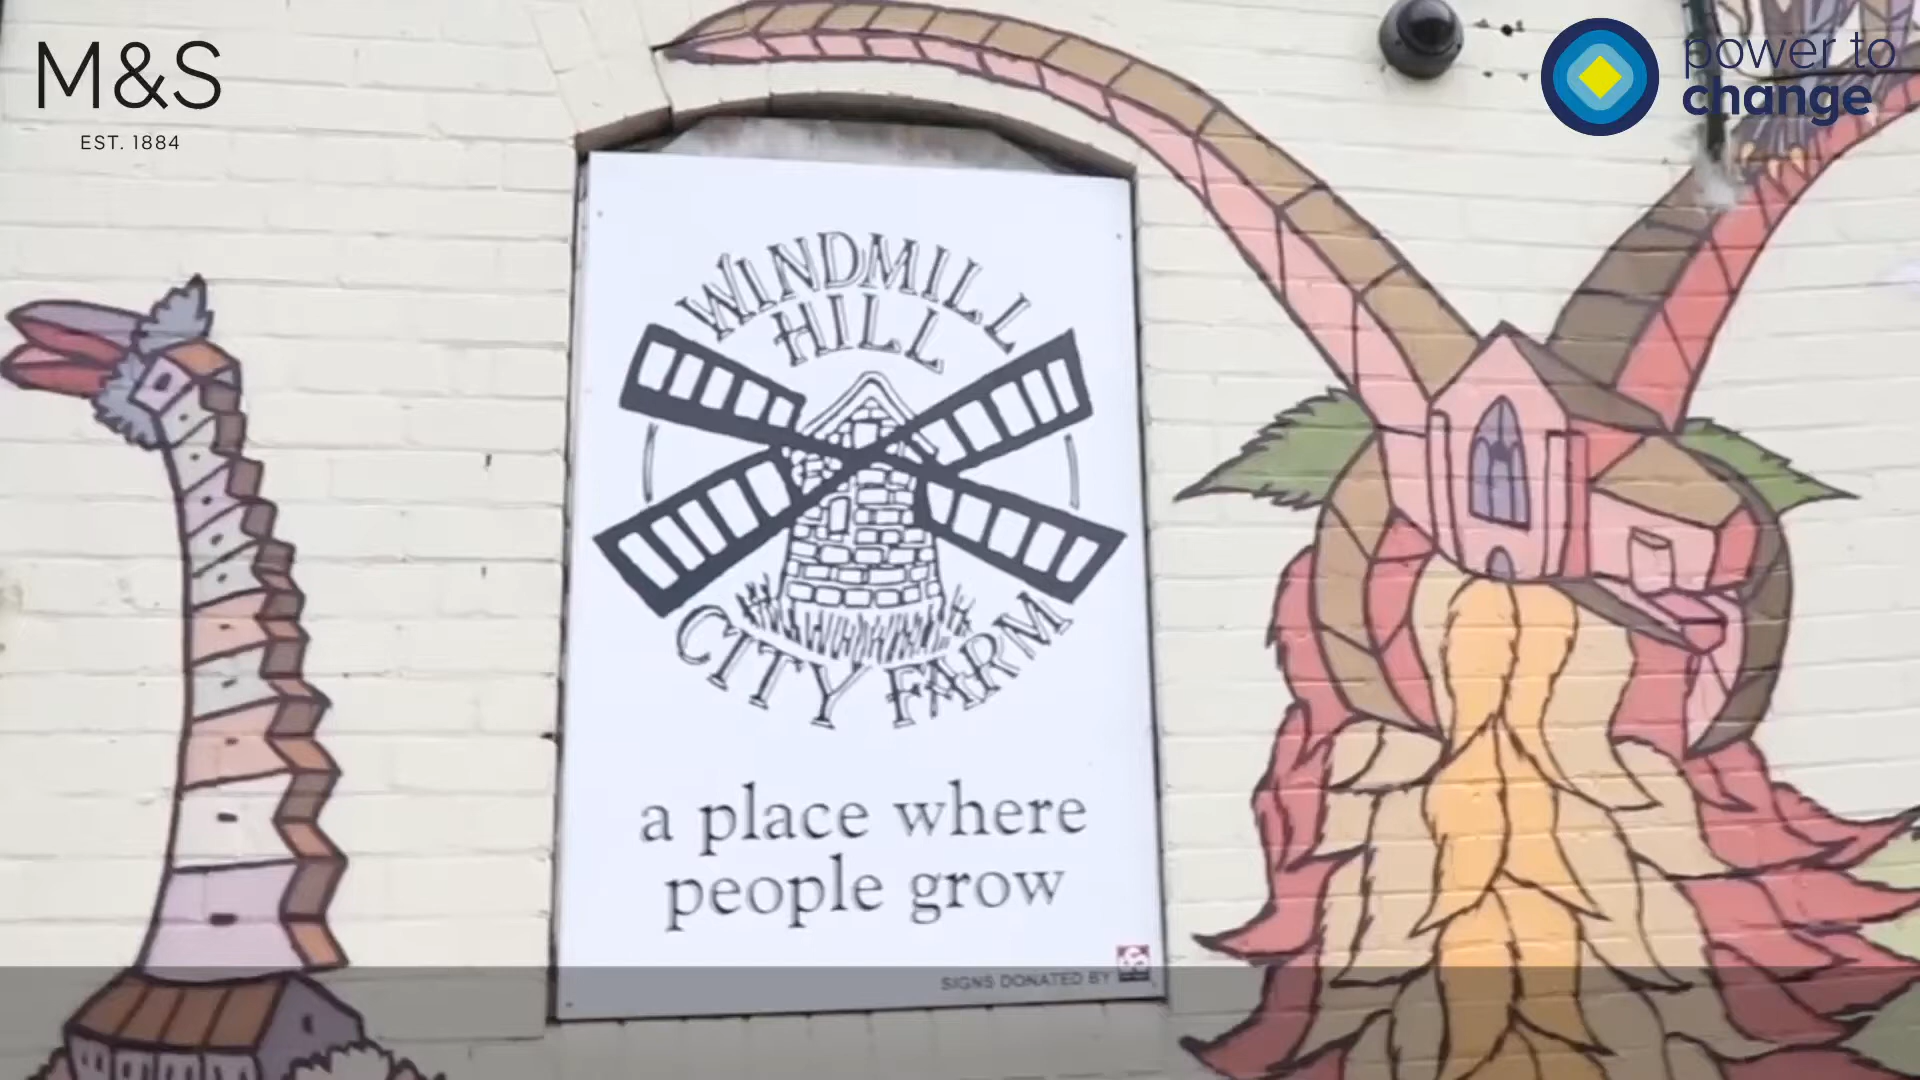 M&S
EST. 1884
power to
change
WINDMILL
HILL
CITY FARM
a place where
people grow
SIGNS DONATED BY